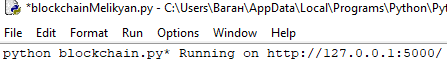 *blockchainMelikyan.py - C:\Users\Ваган\AppData\Local\Programs\Python\Pyt
File Edit Format Run Options Window Help
python blockchain.py* Running on http://127.0.0.1:5000/